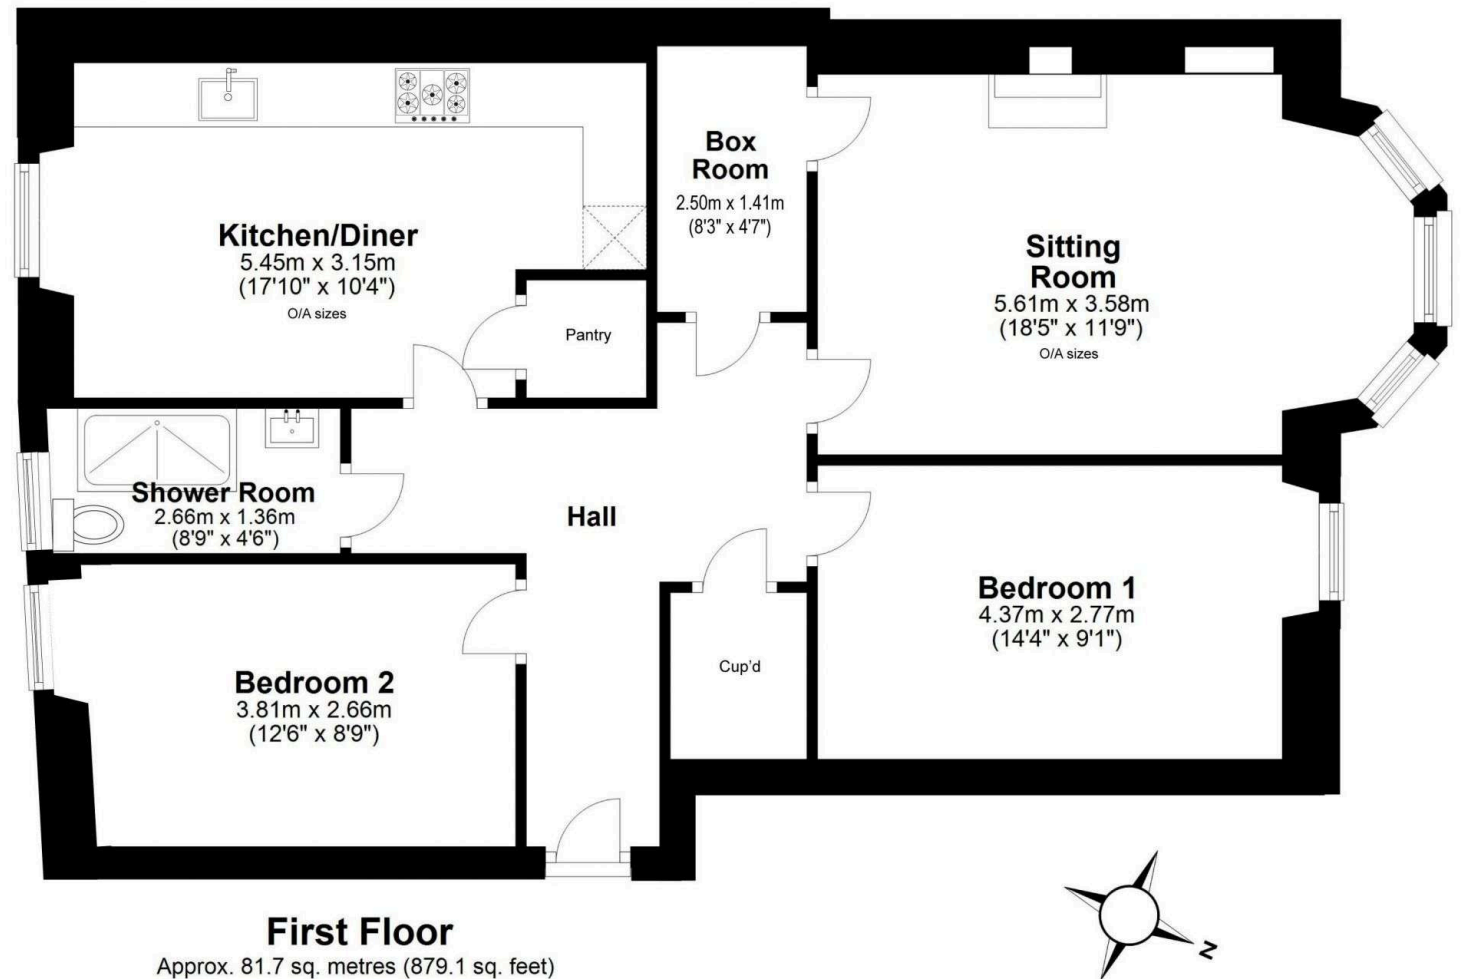 Kitchen/Diner
5.45m x 3.15m
(17'10" x 10'4")
O/A sizes
Box
Room
2.50m x 1.41m
(8'3" x 4'7")
Sitting
Room
5.61m x 3.58m
(18'5" x 11'9")
O/A sizes
Pantry
Shower Room
2.66m x 1.36m
(8'9" x 4'6")
Hall
Bedroom 1
4.37m x 2.77m
(14'4" x 9'1")
Bedroom 2
3.81m x 2.66m
(12'6" x 8'9")
Cup'd
N
First Floor
Approx. 81.7 sq. metres (879.1 sq. feet)